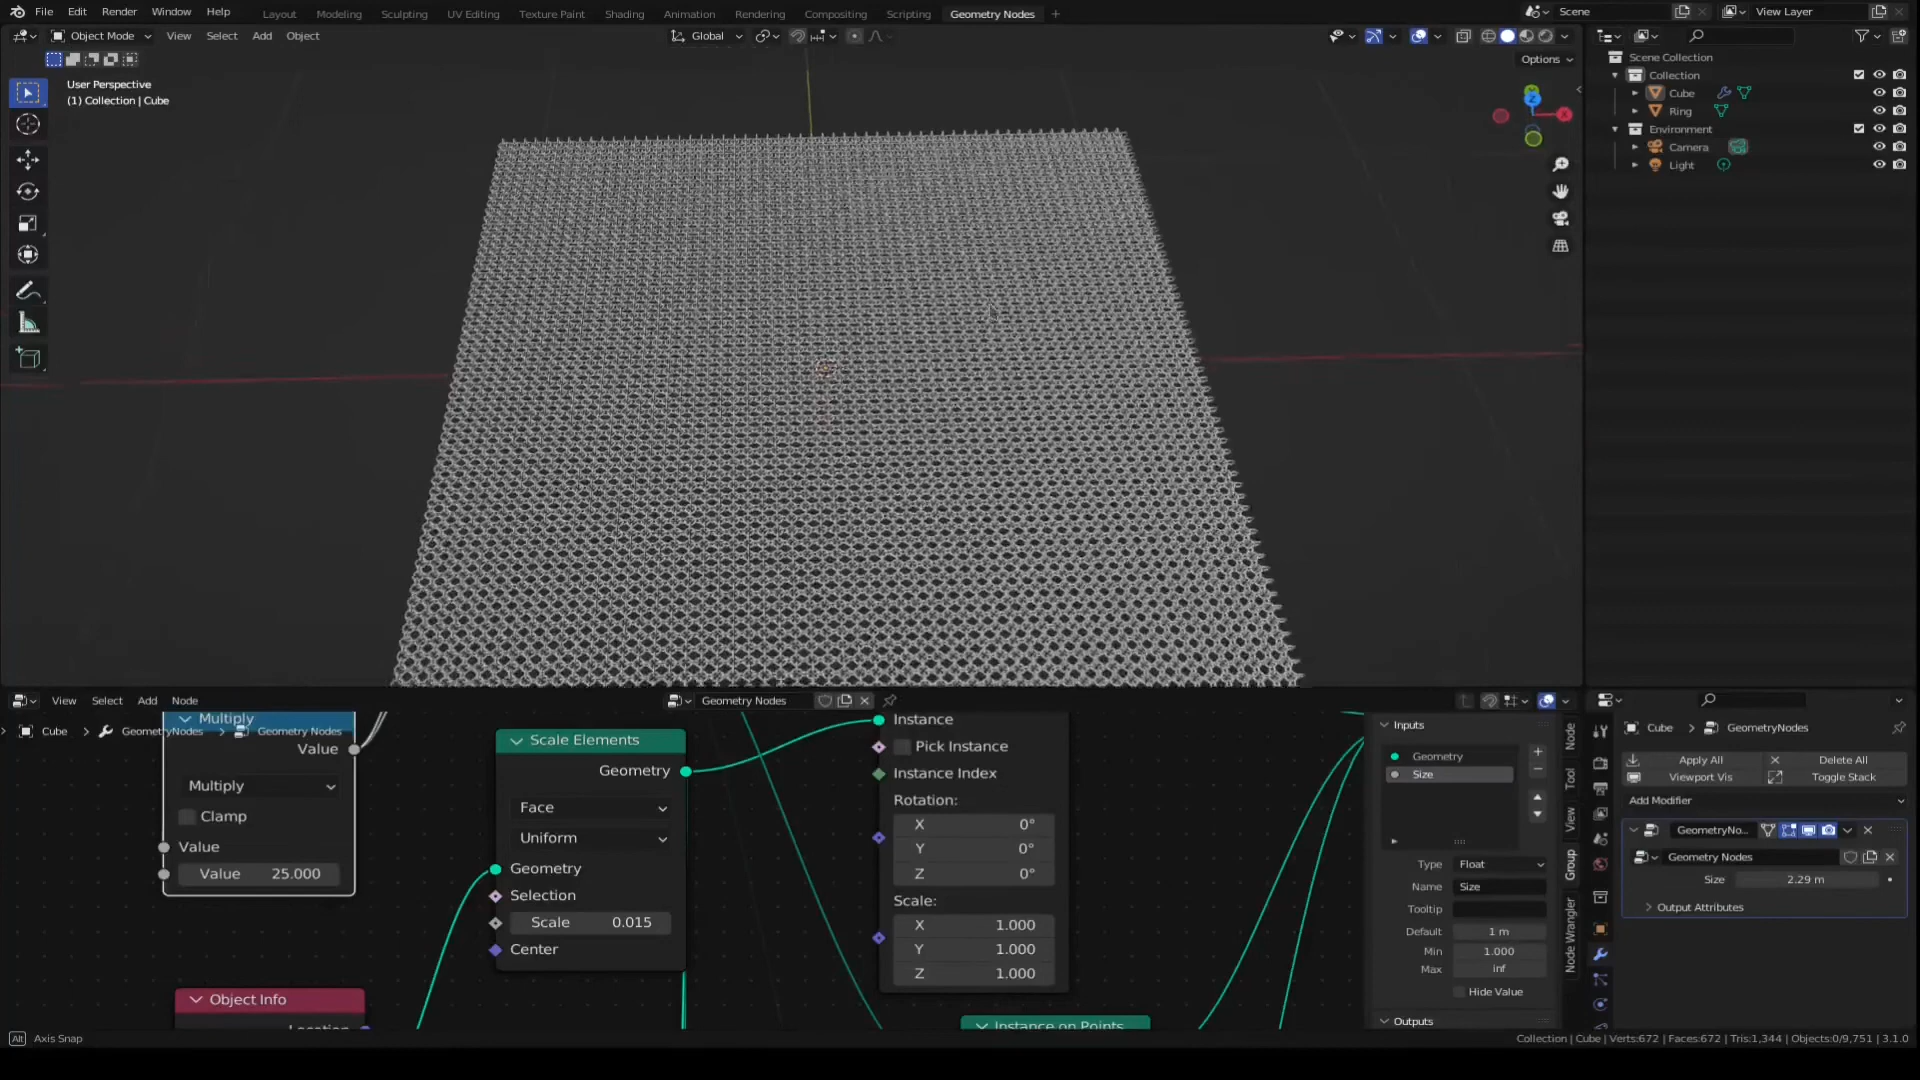 File Edit Render Window Help Layout Modeling Sculpting UV Editing Texture Paint Shading Animation Rendering Compositing Scripting Geometry Nodes + Scene View Layer
Object Mode View Select Add Object Global
Options
User Perspective
(1) Collection | Cube
X
Z
Scene Collection
Collection
Cube
Ring
Environment
Camera
Light
View Select Add Node Geometry Nodes
Cube > GeometryNodes > Geometry Nodes
Multiply
Value
Multiply
Clamp
Value
Value 25.000
Scale Elements
Geometry
Face
Uniform
Geometry
Selection
Scale 0.015
Center
Object Info
Location
Instance
Pick Instance
Instance Index
Rotation:
X 0°
Y 0°
Z 0°
Scale:
X 1.000
Y 1.000
Z 1.000
Instance on Points
Inputs
Geometry
Size
Type Float
Name Size
Tooltip
Default 1 m
Min 1.000
Max inf
Hide Value
Outputs
Node
Tool
View
Group
Node Wrangler
Cube > GeometryNodes
Apply All Delete All
Viewport Vis Toggle Stack
Add Modifier
GeometryNo...
Geometry Nodes
Size 2.29 m
Output Attributes
Alt Axis Snap
Collection | Cube | Verts:672 | Faces:672 | Tris:1,344 | Objects:0/9,751 | 3.1.0